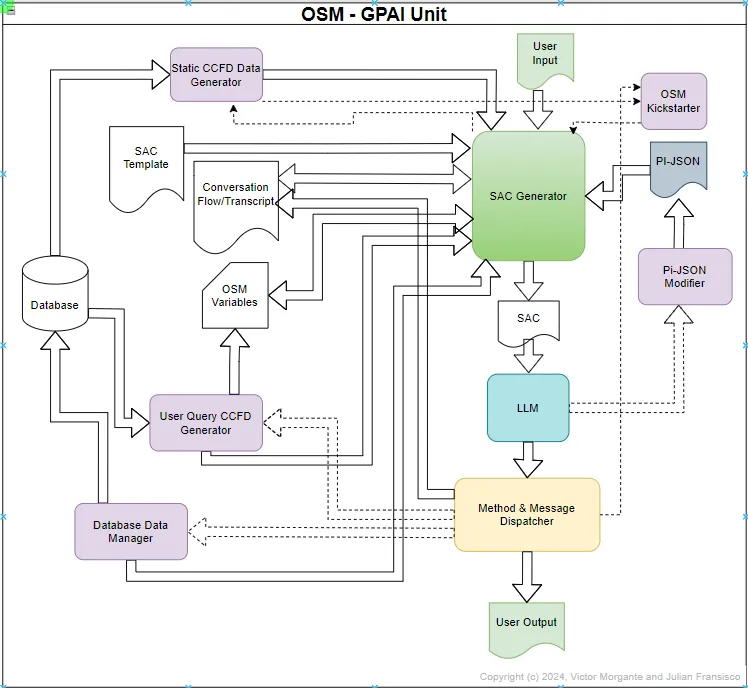 OSM - GPAI Unit
User
Input
Static CCFD Data
Generator
OSM
Kickstarter
SAC
Template
Conversation
Flow/Transcript
SAC Generator
PI-JSON
Database
OSM
Variables
Pi-JSON
Modifier
SAC
LLM
User Query CCFD
Generator
Method & Message
Dispatcher
Database Data
Manager
User Output
Copyright (c) 2024, Victor Morgante and Julian Fransisco